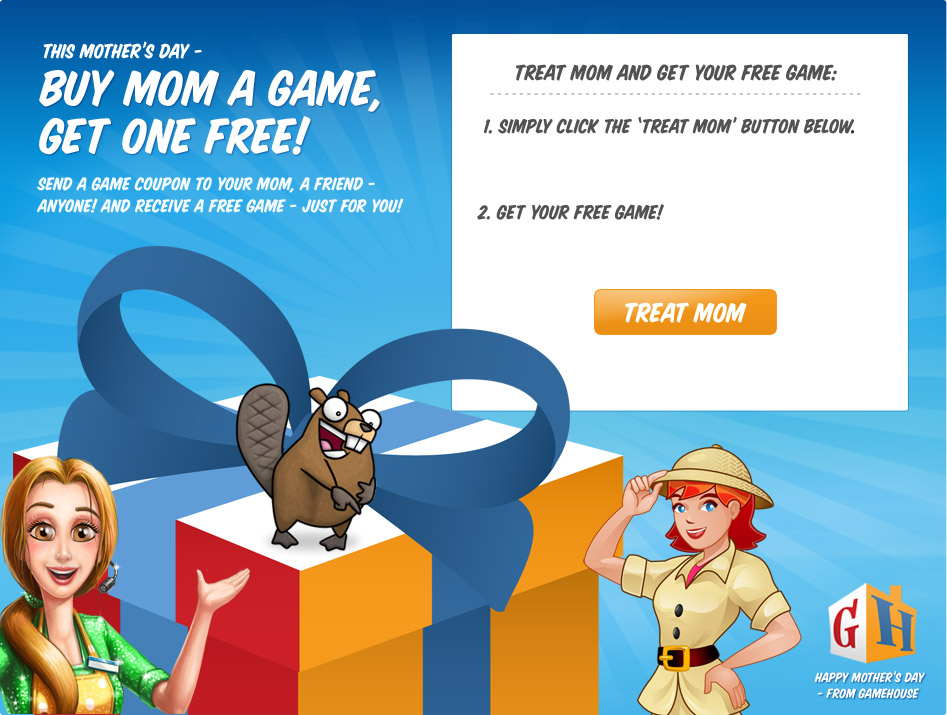 THIS MOTHER'S DAY -
BUY MOM A GAME,
GET ONE FREE!
SEND A GAME COUPON TO YOUR MOM, A FRIEND -
ANYONE! AND RECEIVE A FREE GAME - JUST FOR YOU!
TREAT MOM AND GET YOUR FREE GAME:
1. SIMPLY CLICK THE 'TREAT MOM' BUTTON BELOW.
2. GET YOUR FREE GAME!
TREAT MOM
GH
HAPPY MOTHER'S DAY
- FROM GAMEHOUSE